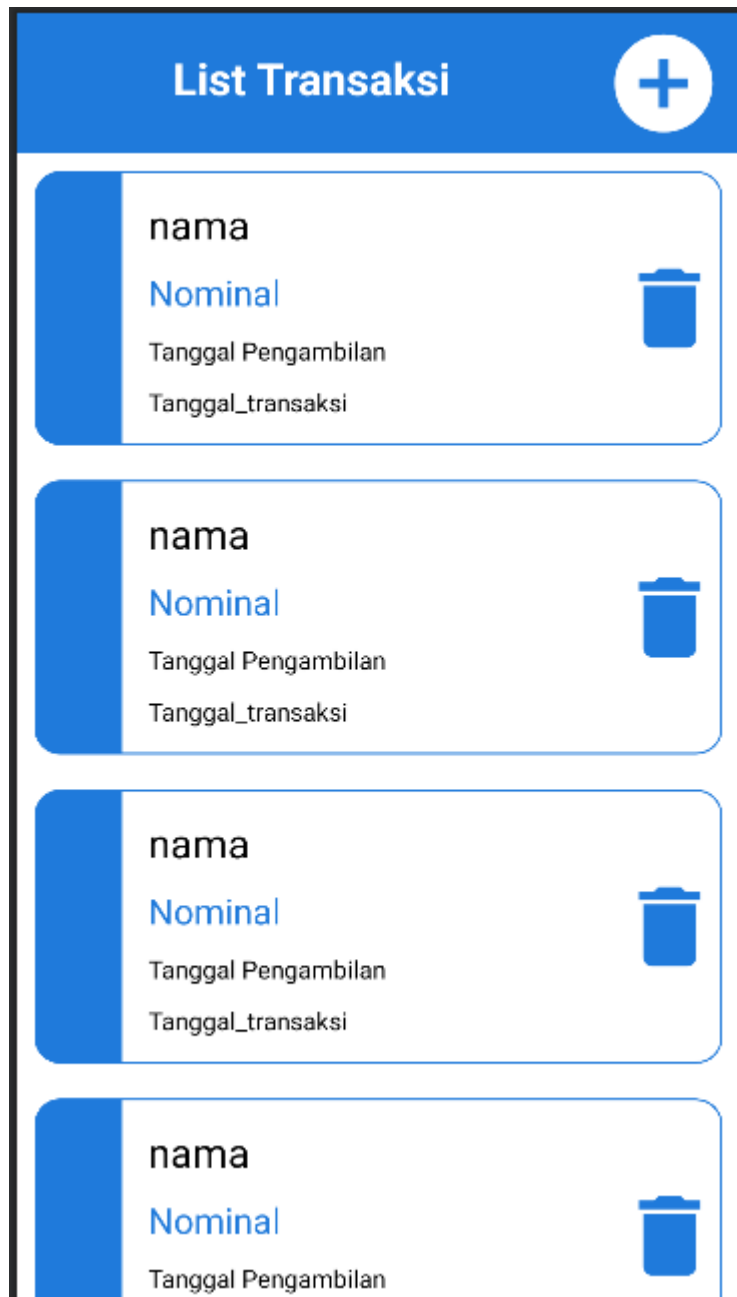 List Transaksi
nama
Nominal
Tanggal Pengambilan
Tanggal_transaksi
nama
Nominal
Tanggal Pengambilan
Tanggal_transaksi
nama
Nominal
Tanggal Pengambilan
Tanggal_transaksi
nama
Nominal
Tanggal Pengambilan